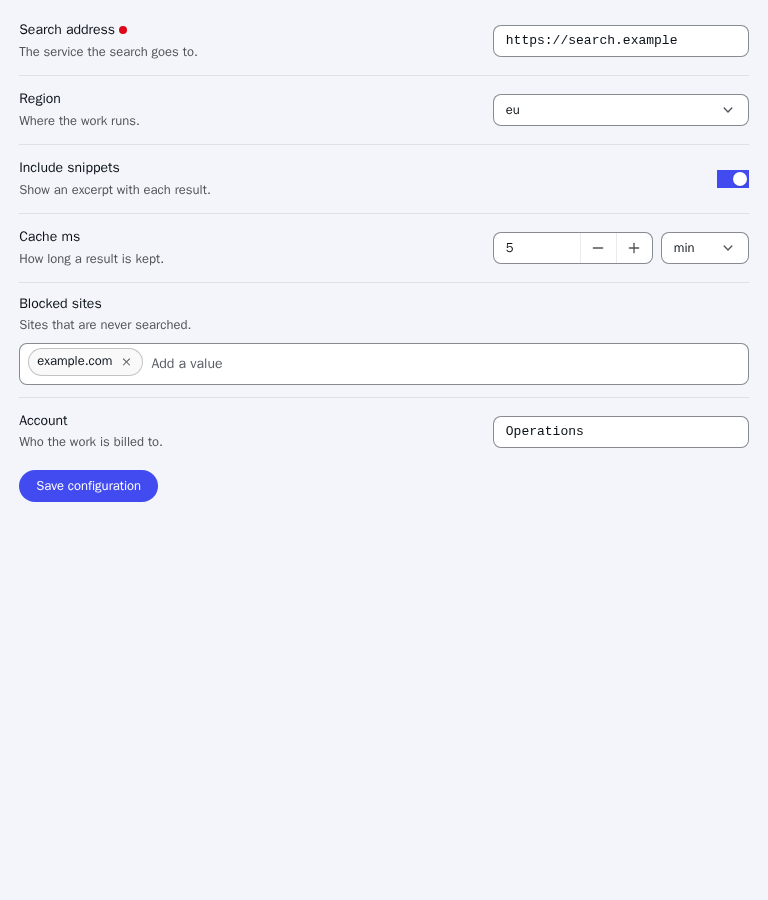 Search address
The service the search goes to.
https://search.example
Region
Where the work runs.
eu
Include snippets
Show an excerpt with each result.
Cache ms
How long a result is kept.
5
min
Blocked sites
Sites that are never searched.
example.com
Add a value
Account
Who the work is billed to.
Operations
Save configuration